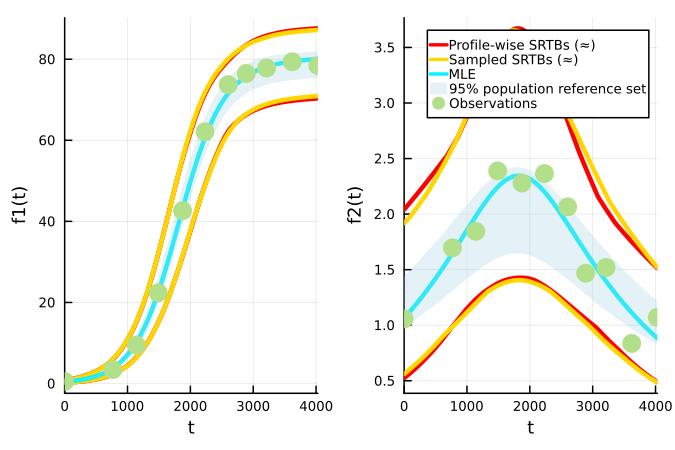 80
60
40
20
0
f1(t)
0 1000 2000 3000 4000
t
3.5
3.0
2.5
2.0
1.5
1.0
0.5
f2(t)
Profile-wise SRTBs (≈)
Sampled SRTBs (≈)
MLE
95% population reference set
Observations
0 1000 2000 3000 4000
t